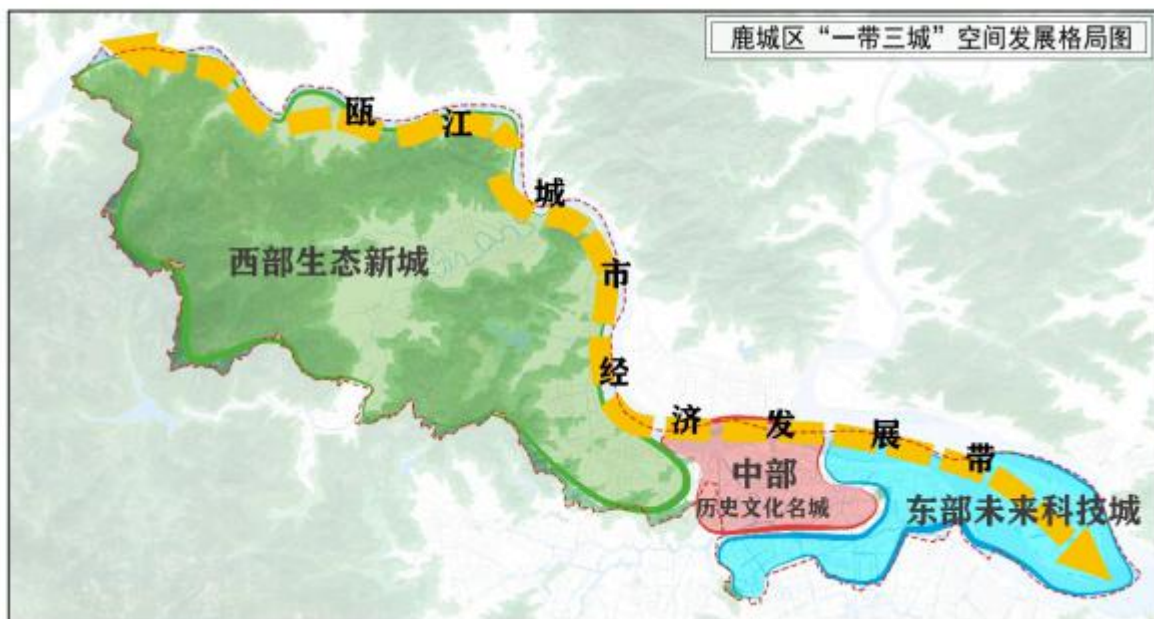 鹿城区“一带三城”空间发展格局图
瓯江城市经济发展带
西部生态新城
中部
历史文化名城
东部未来科技城